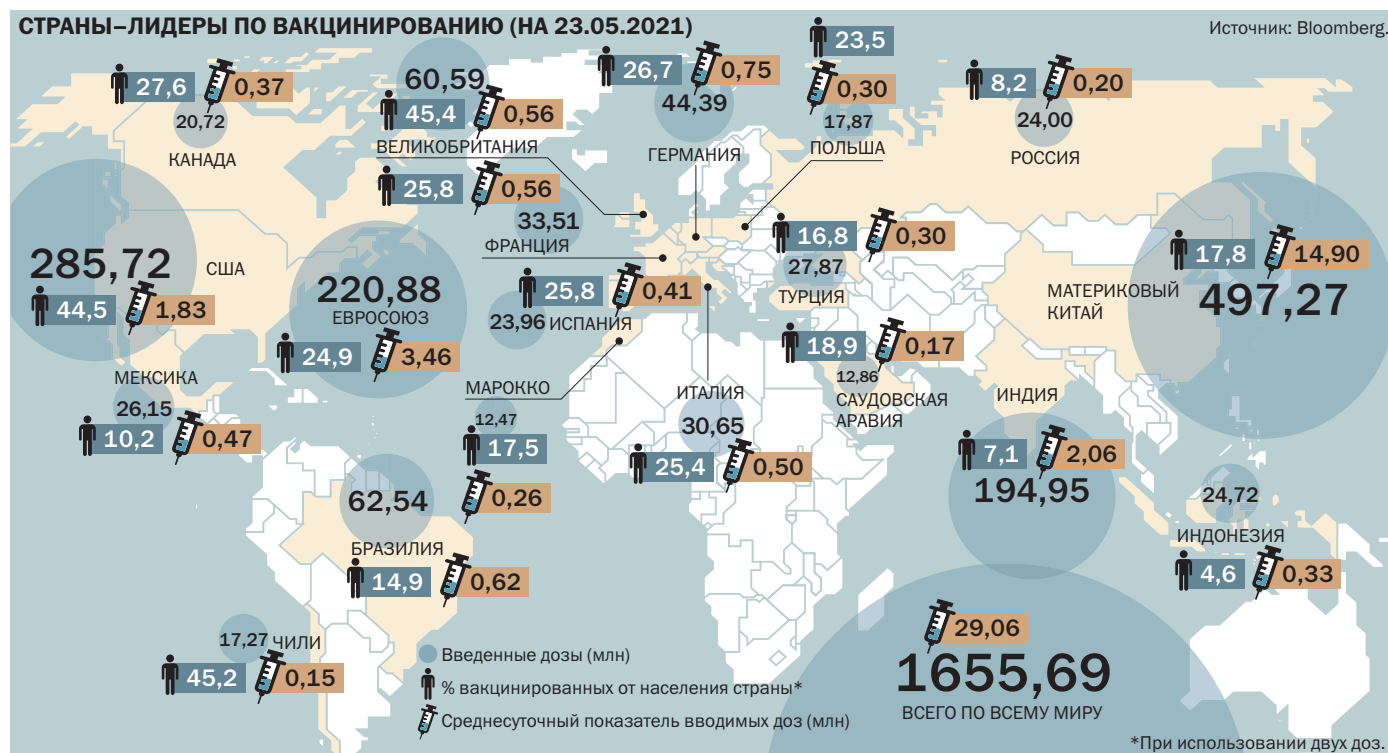 СТРАНЫ–ЛИДЕРЫ ПО ВАКЦИНИРОВАНИЮ (НА 23.05.2021)
Источник: Bloomberg.
27,6
0,37
20,72
КАНАДА
60,59
45,4
0,56
ВЕЛИКОБРИТАНИЯ
25,8
0,56
33,51
ФРАНЦИЯ
26,7
0,75
44,39
ГЕРМАНИЯ
23,5
0,30
17,87
ПОЛЬША
8,2
0,20
24,00
РОССИЯ
285,72
США
44,5
1,83
220,88
ЕВРОСОЮЗ
24,9
3,46
25,8
0,41
23,96 ИСПАНИЯ
16,8
0,30
27,87
ТУРЦИЯ
17,8
14,90
МАТЕРИКОВЫЙ
КИТАЙ
497,27
МЕКСИКА
26,15
10,2
0,47
МАРОККО
12,47
17,5
0,26
ИТАЛИЯ
30,65
25,4
0,50
18,9
0,17
12,86
САУДОВСКАЯ
АРАВИЯ
ИНДИЯ
7,1
2,06
194,95
24,72
ИНДОНЕЗИЯ
4,6
0,33
62,54
БРАЗИЛИЯ
14,9
0,62
17,27 ЧИЛИ
45,2
0,15
Введенные дозы (млн)
% вакцинированных от населения страны*
Среднесуточный показатель вводимых доз (млн)
29,06
1655,69
ВСЕГО ПО ВСЕМУ МИРУ
*При использовании двух доз.